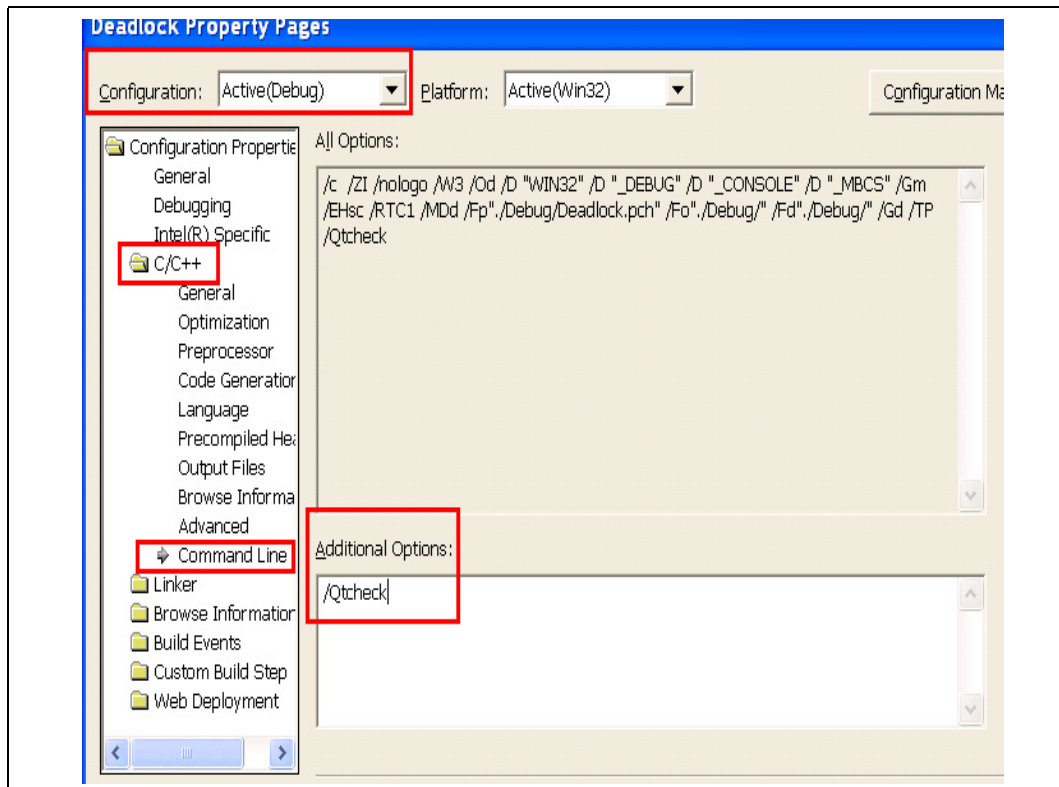 Deadlock Property Pages
Configuration: Active(Debug) Platform: Active(Win32) Configuration Ma
Configuration Propertie
General
Debugging
Intel(R) Specific
C/C++
General
Optimization
Preprocessor
Code Generation
Language
Precompiled Hea
Output Files
Browse Informa
Advanced
Command Line
Linker
Browse Information
Build Events
Custom Build Step
Web Deployment
All Options:
/c /ZI /nologo /W3 /Od /D "WIN32" /D "_DEBUG" /D "_CONSOLE" /D "_MBCS" /Gm
/EHsc /RTC1 /MDd /Fp"./Debug/Deadlock.pch" /Fo"./Debug/" /Fd"./Debug/" /Gd /TP
/Qtcheck
Additional Options:
/Qtcheck